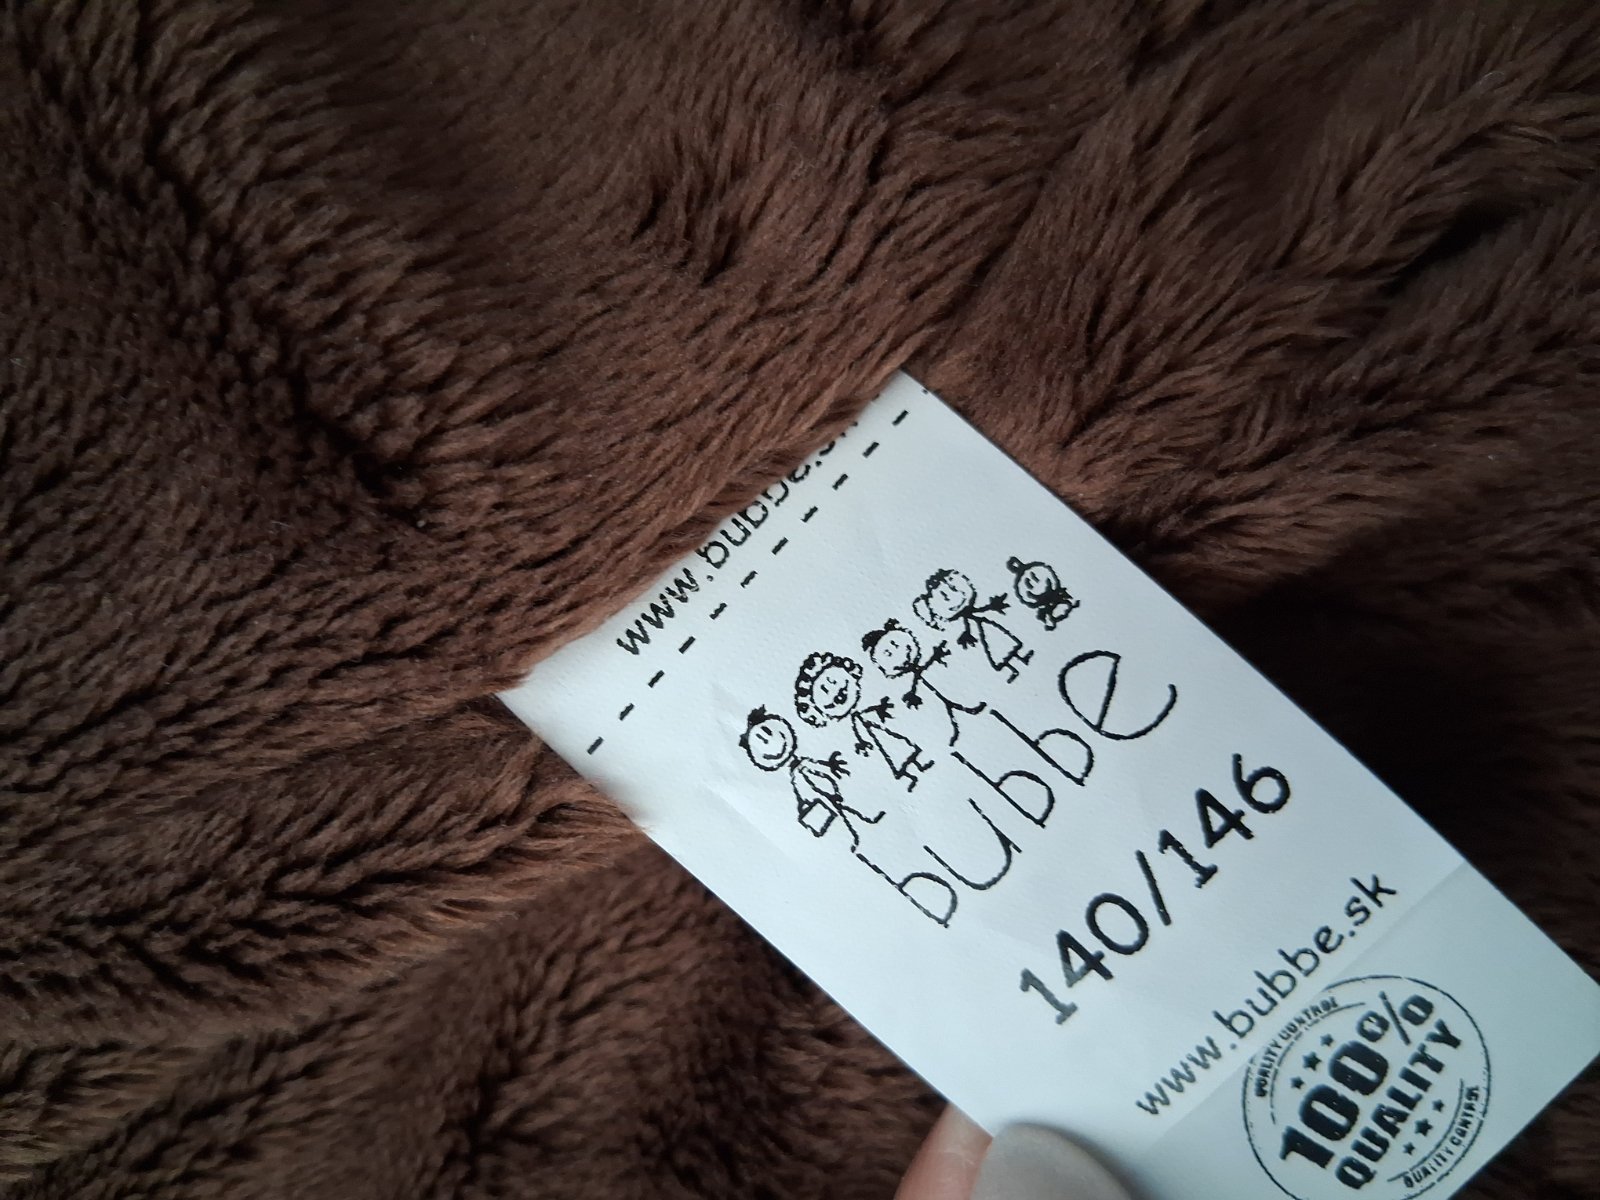 www.bubbe.sk
bubbe
140/146
www.bubbe.sk
QUALITY CONTROL
100%
QUALITY
QUALITY CONTROL